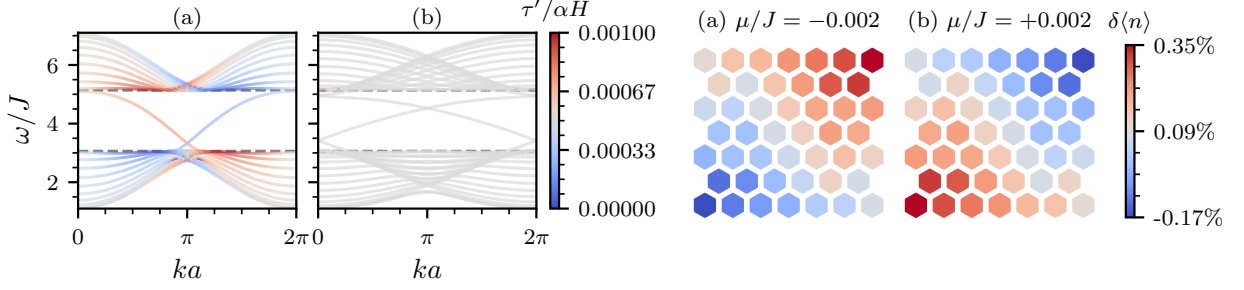 (a)
(b)
τ′/αH
ω/J
6
4
2
0
π
2π
0
π
2π
ka
ka
0.00100
0.00067
0.00033
0.00000
(a) μ/J = −0.002
(b) μ/J = +0.002
δ⟨n⟩
0.35%
0.09%
-0.17%